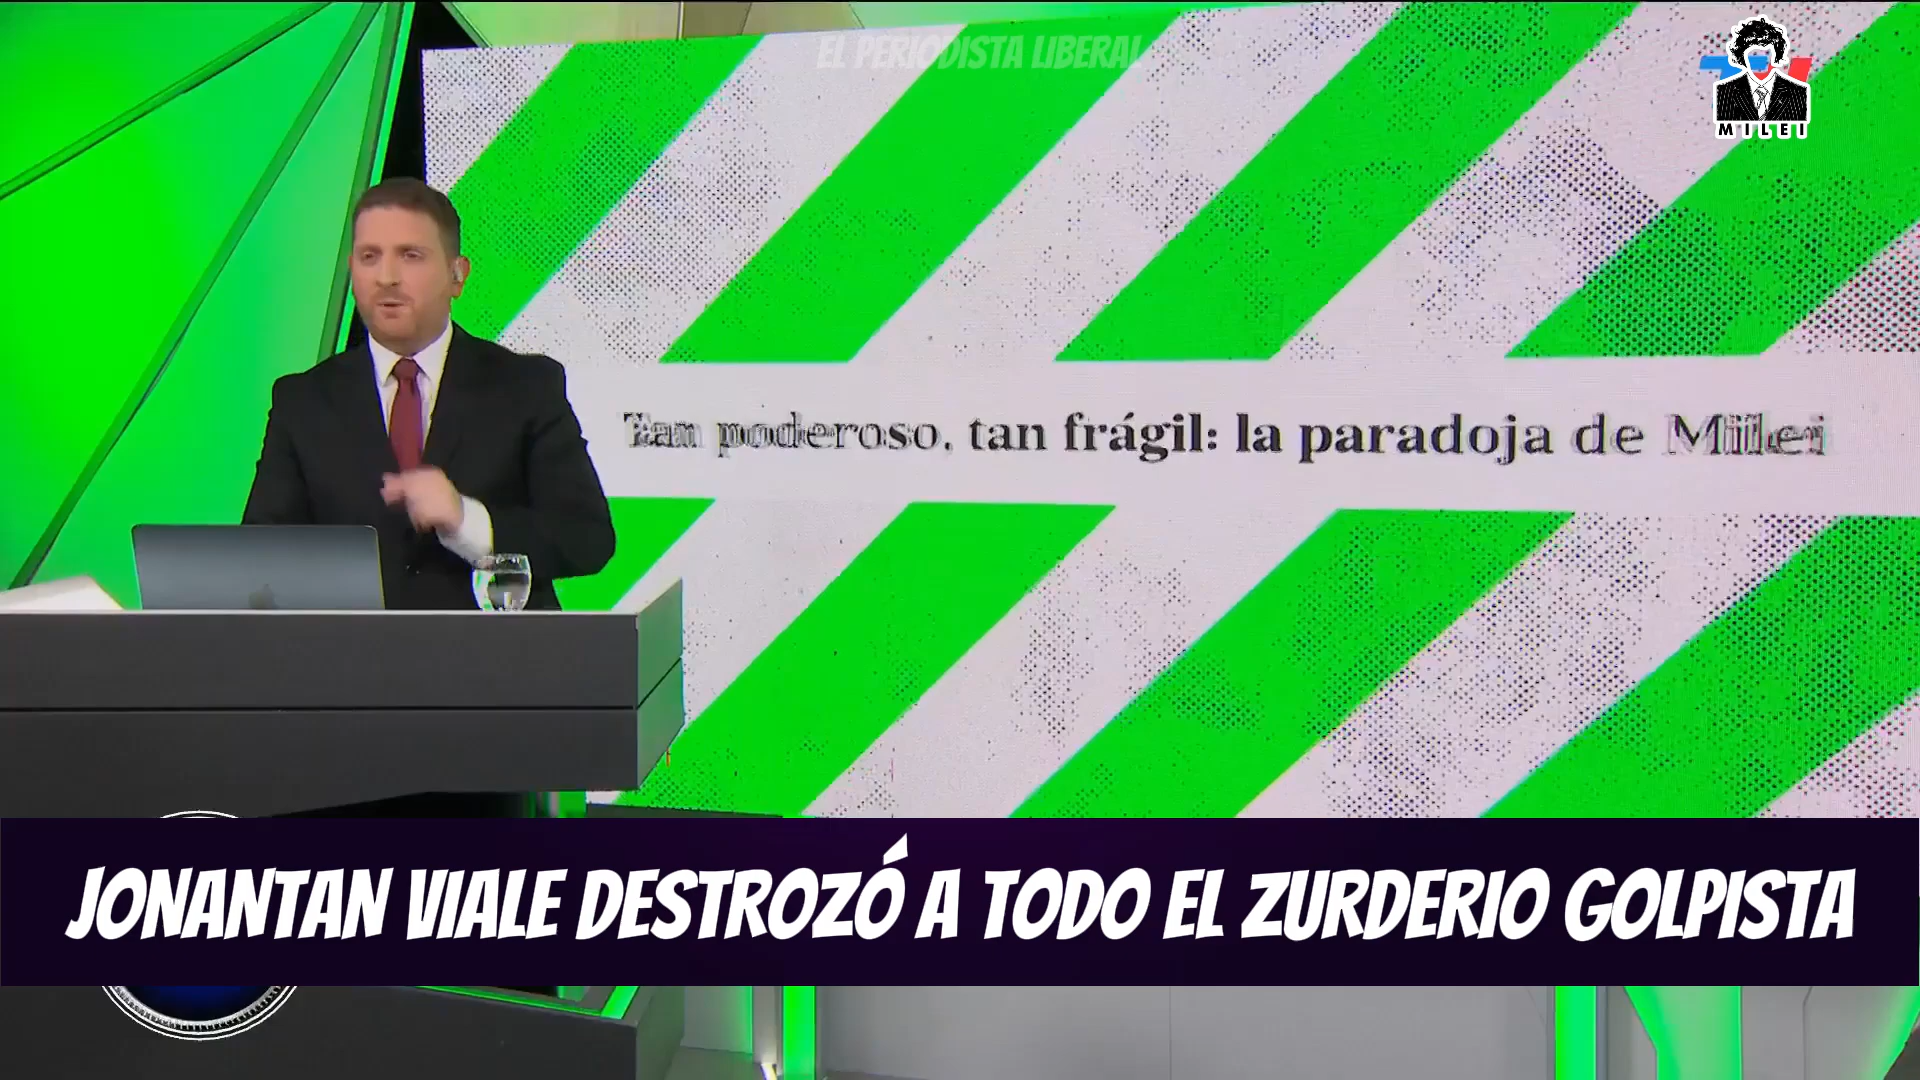 EL PERIODISTA LIBERAL
MILEI
Tan poderoso, tan frágil: la paradoja de Milei
JONANTAN VIALE DESTROZÓ A TODO EL ZURDERIO GOLPISTA